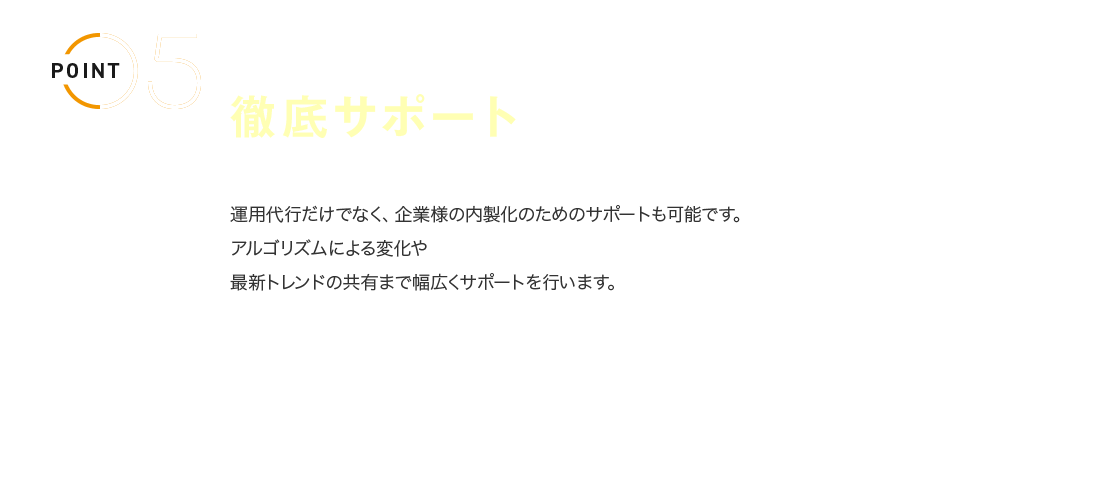 POINT
05
徹底サポート
運用代行だけでなく、企業様の内製化のためのサポートも可能です。
アルゴリズムによる変化や
最新トレンドの共有まで幅広くサポートを行います。